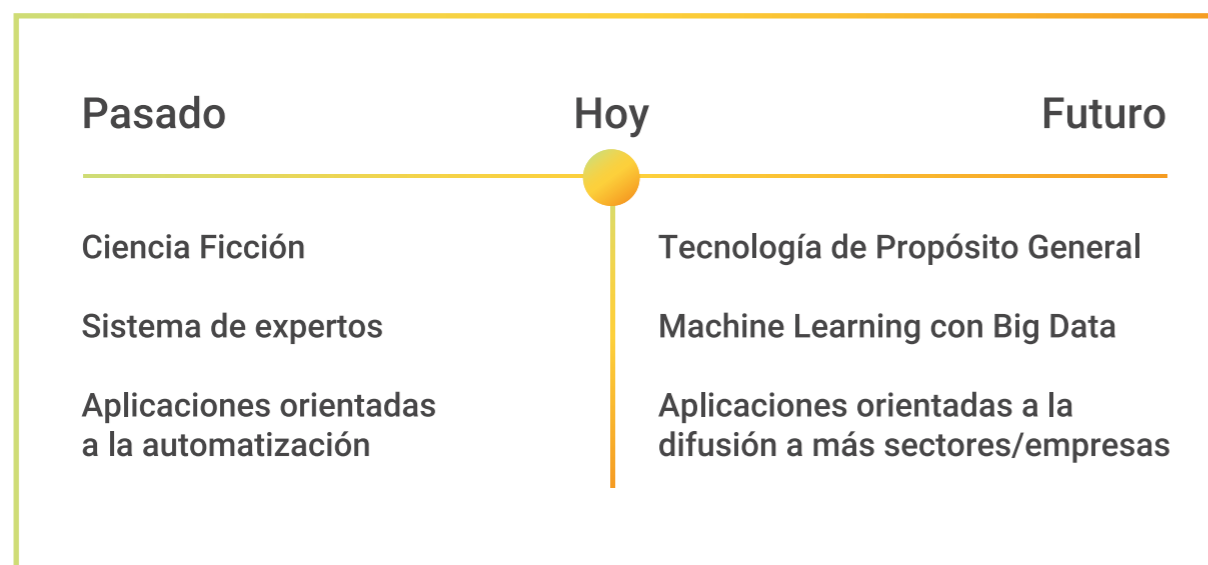 Pasado
Hoy
Futuro
Ciencia Ficción
Sistema de expertos
Aplicaciones orientadas
a la automatización
Tecnología de Propósito General
Machine Learning con Big Data
Aplicaciones orientadas a la
difusión a más sectores/empresas